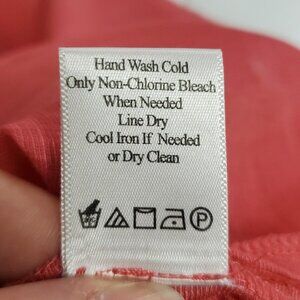 Hand Wash Cold
Only Non-Chlorine Bleach
When Needed
Line Dry
Cool Iron If Needed
or Dry Clean
P